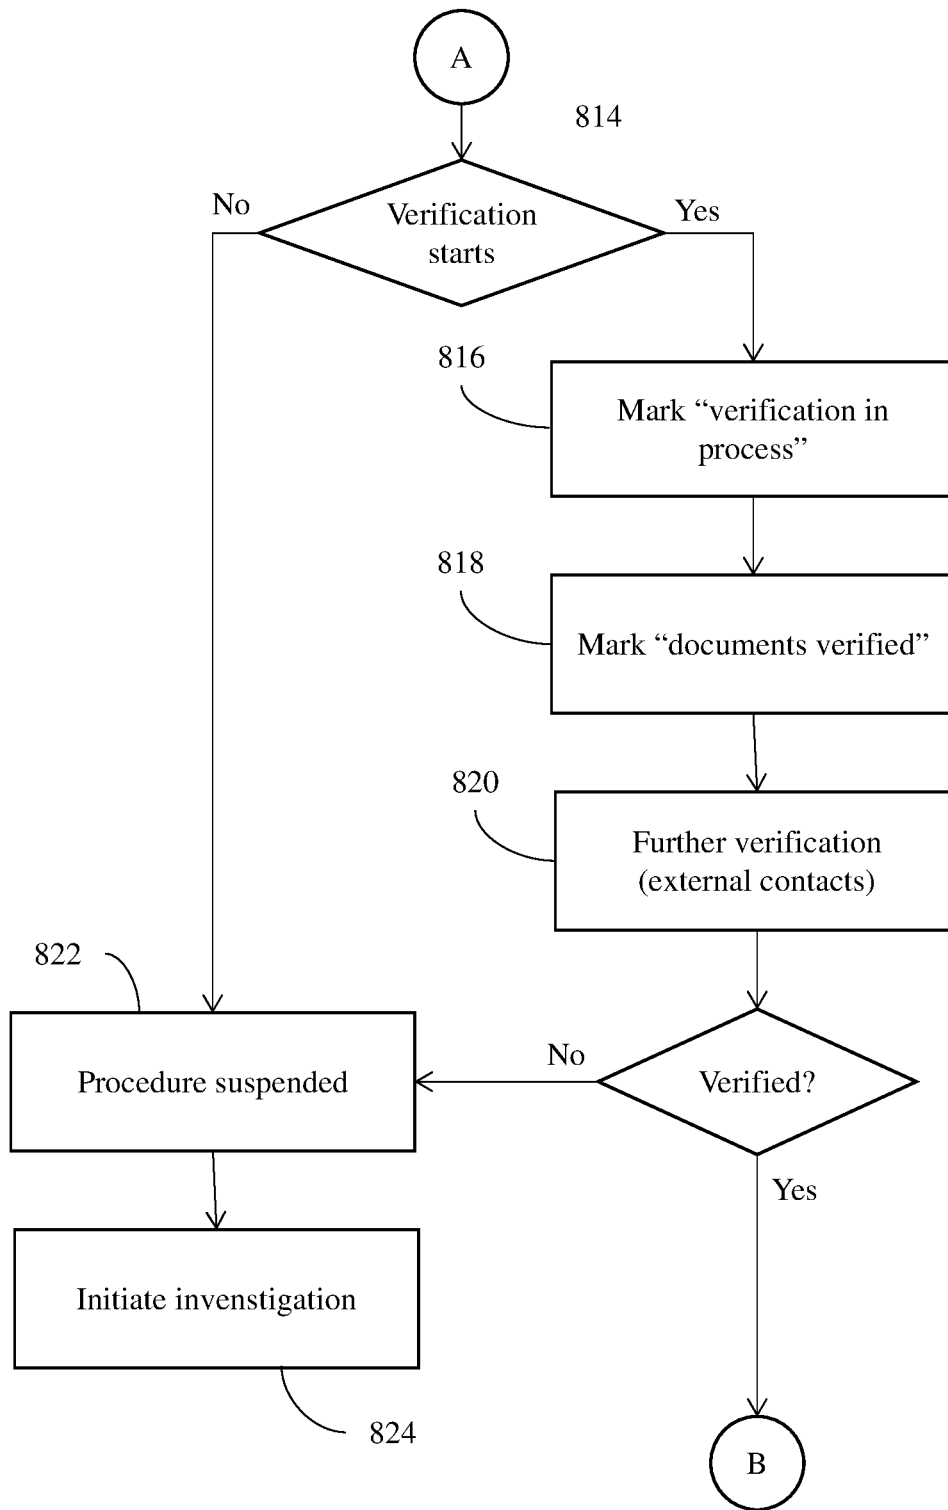 A
814
No
Yes
Verification
starts
816
Mark “verification in
process”
818
Mark “documents verified”
820
Further verification
(external contacts)
822
No
Procedure suspended
Verified?
Yes
Initiate invenstigation
824
B